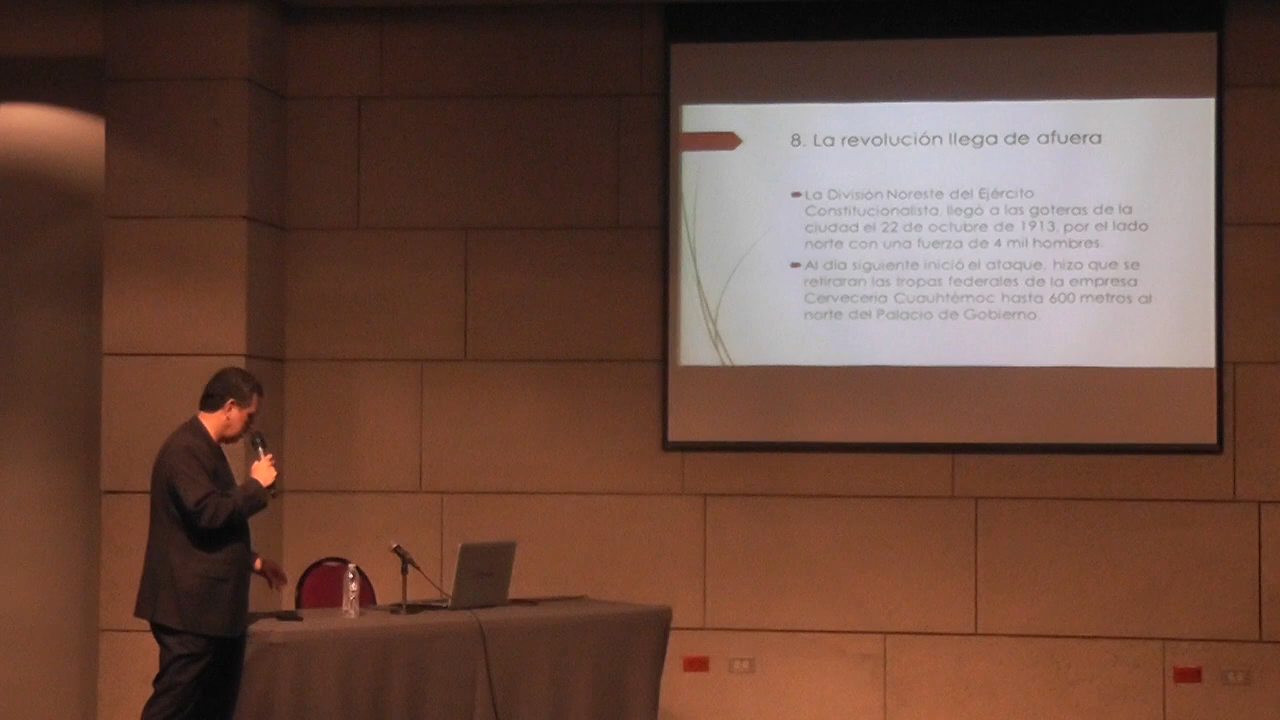 8. La revolución llega de afuera
La División Noreste del Ejército
Constitucionalista, llegó a las goteras de la
ciudad el 22 de octubre de 1913, por el lado
norte con una fuerza de 4 mil hombres.
Al día siguiente inició el ataque, hizo que se
retiraran las tropas federales de la empresa
Cervecería Cuauhtémoc hasta 600 metros al
norte del Palacio de Gobierno.